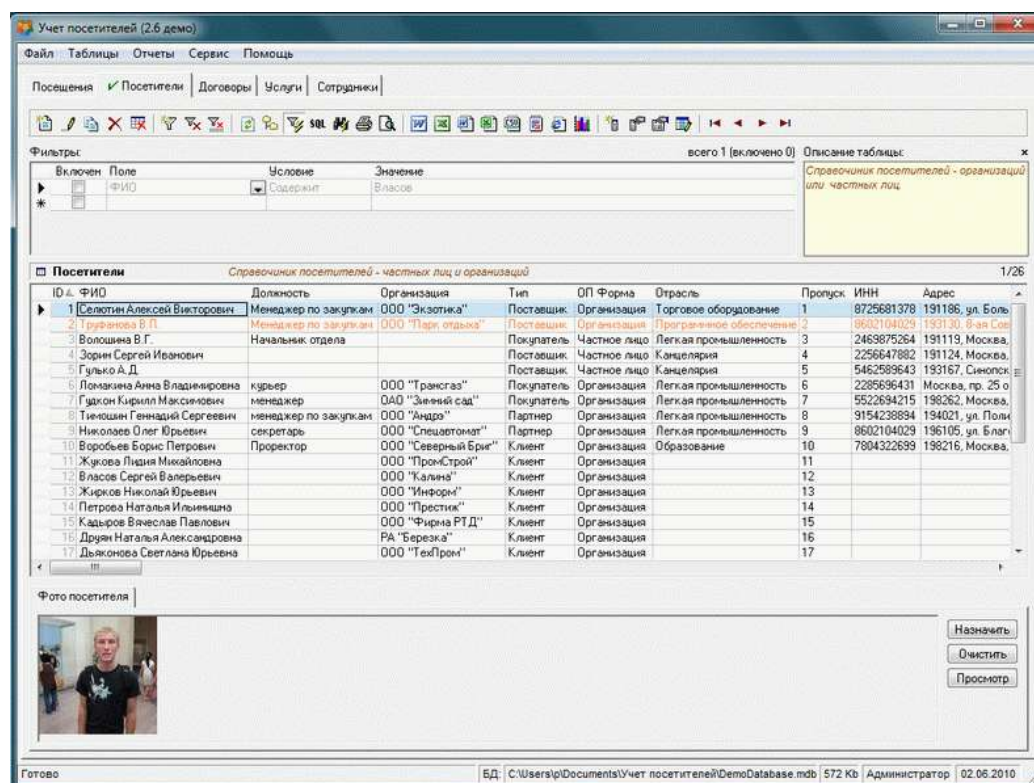 Учет посетителей (2.6 демо)
Файл Таблицы Отчеты Сервис Помощь
Посещения Посетители Договоры Услуги Сотрудники
SQL
Фильтры: всего 1 (включено 0) Описание таблицы:
Включен Поле Условие Значение
ФИО Содержит Власов
Справочник посетителей - организаций
или частных лиц
Посетители Справочник посетителей - частных лиц и организаций 1/26
ID ФИО Должность Организация Тип ОП Форма Отрасль Пропуск ИНН Адрес
1 Селютин Алексей Викторович Менеджер по закупкам ООО "Экзотика" Поставщик Организация Торговое оборудование 1 8725681378 191186, ул. Боль
2 Труфанова В.П. Менеджер по закупкам ООО "Парк отдыха" Поставщик Организация Программное обеспечение 2 8602104029 193130, 8-ая Сов
3 Волошина В.Г. Начальник отдела Покупатель Частное лицо Легкая промышленность 3 2469875264 191119, Москва,
4 Зорин Сергей Иванович Поставщик Частное лицо Канцелярия 4 2256647882 191124, Москва,
5 Гулько А.Д. Поставщик Частное лицо Канцелярия 5 5462589643 193167, Синопск
6 Ломакина Анна Владимировна курьер ООО "Трансгаз" Покупатель Организация Легкая промышленность 6 2285696431 Москва, пр. 25 о
7 Гудкон Кирилл Максимович менеджер ОАО "Зимний сад" Покупатель Организация Легкая промышленность 7 5522694215 198262, Москва,
8 Тимошин Геннадий Сергеевич менеджер по закупкам ООО "Андрэ" Партнер Организация Легкая промышленность 8 9154238894 194021, ул. Поли
9 Николаев Олег Юрьевич секретарь ООО "Спецавтомат" Партнер Организация Легкая промышленность 9 8602104029 196105, ул. Благ
10 Воробьев Борис Петрович Проректор ООО "Северный Бриг" Клиент Организация Образование 10 7804322699 198216, Москва,
11 Жукова Лидия Михайловна ООО "ПромСтрой" Клиент Организация 11
12 Власов Сергей Валерьевич ООО "Калина" Клиент Организация 12
13 Жирков Николай Юрьевич ООО "Информ" Клиент Организация 13
14 Петрова Наталья Ильинишна ООО "Престиж" Клиент Организация 14
15 Кадыров Вячеслав Павлович ООО "Фирма РТД" Клиент Организация 15
16 Друян Наталья Александровна РА "Березка" Клиент Организация 16
17 Дьяконова Светлана Юрьевна ООО "ТехПром" Клиент Организация 17
Фото посетителя
Назначить
Очистить
Просмотр
Готово БД: C:\Users\p\Documents\Учет посетителей\DemoDatabase.mdb 572 Kb Администратор 02.06.2010